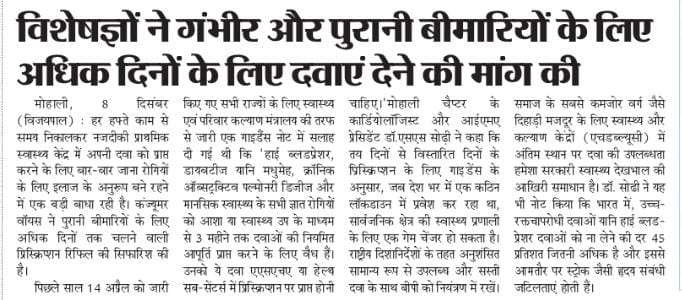 विशेषज्ञों ने गंभीर और पुरानी बीमारियों के लिए
अधिक दिनों के लिए दवाएं देने की मांग की
मोहाली, 8 दिसंबर
(विजयपाल) : हर हफ्ते काम से
समय निकालकर नजदीकी प्राथमिक
स्वास्थ्य केंद्र में अपनी दवा को प्राप्त
करने के लिए बार-बार जाना रोगियों
के लिए इलाज के अनुरूप बने रहने
में एक बड़ी बाधा रही है। कंज्यूमर
वॉयस ने पुरानी बीमारियों के लिए
अधिक दिनों तक चलने वाली
प्रिस्क्रिप्शन रिफिल की सिफारिश की
है।
पिछले साल 14 अप्रैल को जारी
किए गए सभी राज्यों के लिए स्वास्थ्य
एवं परिवार कल्याण मंत्रालय की तरफ
से जारी एक गाइडेंस नोट में सलाह
दी गई थी कि 'हाई ब्लडप्रेशर,
डायबटीज यानि मधुमेह, क्रॉनिक
ऑब्सट्रक्टिव पल्मोनरी डिजीज और
मानसिक स्वास्थ्य के सभी ज्ञात रोगियों
को आशा या स्वास्थ्य उप के माध्यम
से 3 महीने तक दवाओं की नियमित
आपूर्ति प्राप्त करने के लिए वैध हैं।
उनको ये दवा एएसएचए या हेल्थ
सब-सेंटर्स में प्रिस्क्रिप्शन पर प्राप्त होनी
चाहिए।'मोहाली चैप्टर के
कार्डियोलॉजिस्ट और आईएमए
प्रेसिडेंट डॉ.एसएस सोढ़ी ने कहा कि
तय दिनों से विस्तारित दिनों के
प्रिस्क्रिप्शन के लिए गाइडेंस के
अनुसार, जब देश भर में एक कठिन
लॉकडाउन में प्रवेश कर रहा था,
सार्वजनिक क्षेत्र की स्वास्थ्य प्रणाली
के लिए एक गेम चेंजर हो सकता है।
राष्ट्रीय दिशानिर्देशों के तहत अनुशंसित
सामान्य रूप से उपलब्ध और सस्ती
दवा के साथ बीपी को नियंत्रण में रखें।
समाज के सबसे कमजोर वर्ग जैसे
दिहाड़ी मजदूर के लिए स्वास्थ्य और
कल्याण केंद्रों (एचडब्ल्यूसी) में
अंतिम स्थान पर दवा की उपलब्धता
हमेशा सरकारी स्वास्थ्य देखभाल की
आखिरी समाधान है। डॉ. सोढी ने यह
भी नोट किया कि भारत में, उच्च-
रक्तचापरोधी दवाओं यानि हाई ब्लड-
प्रेशर दवाओं को ना लेने की दर 45
प्रतिशत जितनी अधिक है और इससे
आमतौर पर स्ट्रोक जैसी हृदय संबंधी
जटिलताएं होती हैं।